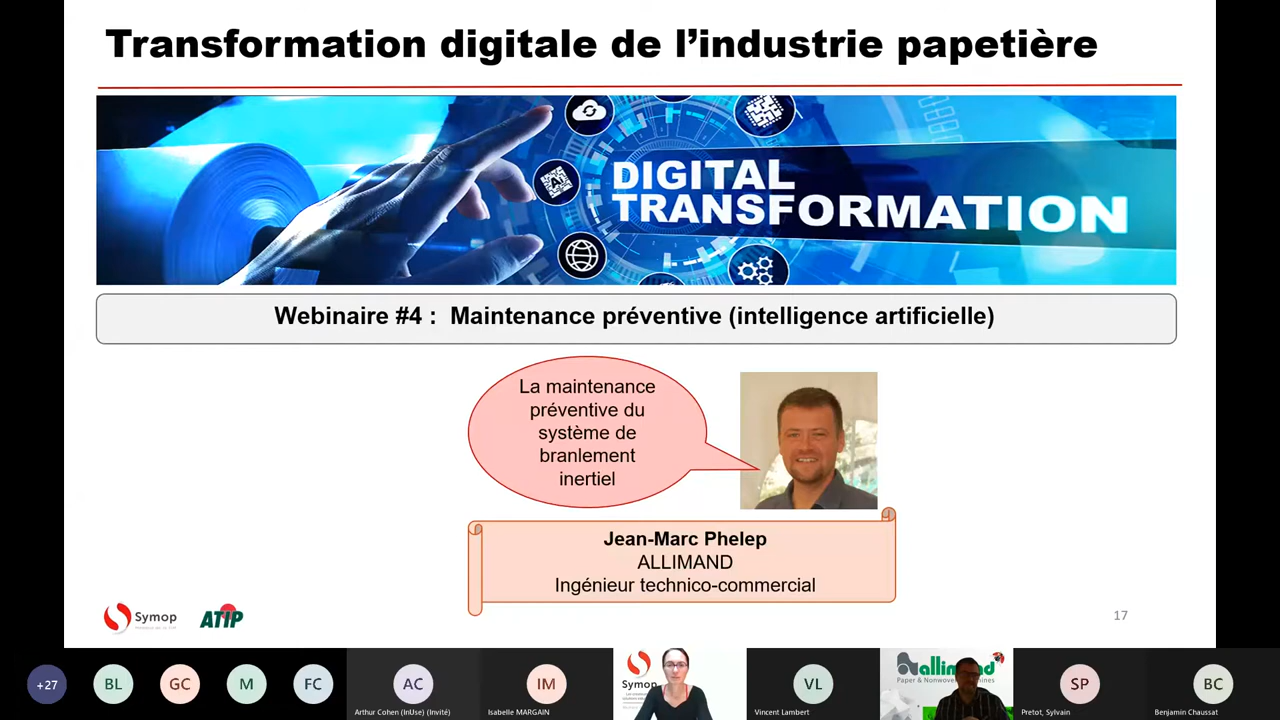 Transformation digitale de l'industrie papetière
AI
DIGITAL
TRANSFORMATION
Webinaire #4 : Maintenance préventive (intelligence artificielle)
La maintenance
préventive du
système de
branlement
inertiel
Jean-Marc Phelep
ALLIMAND
Ingénieur technico-commercial
Symop
ATIP
17
+27
BL
GC
M
FC
AC
Arthur Cohen (InUse) (Invité)
IM
Isabelle MARGAIN
Symop
VL
Vincent Lambert
allimand
Paper & Nonwoven
SP
Pretot, Sylvain
BC
Benjamin Chaussat